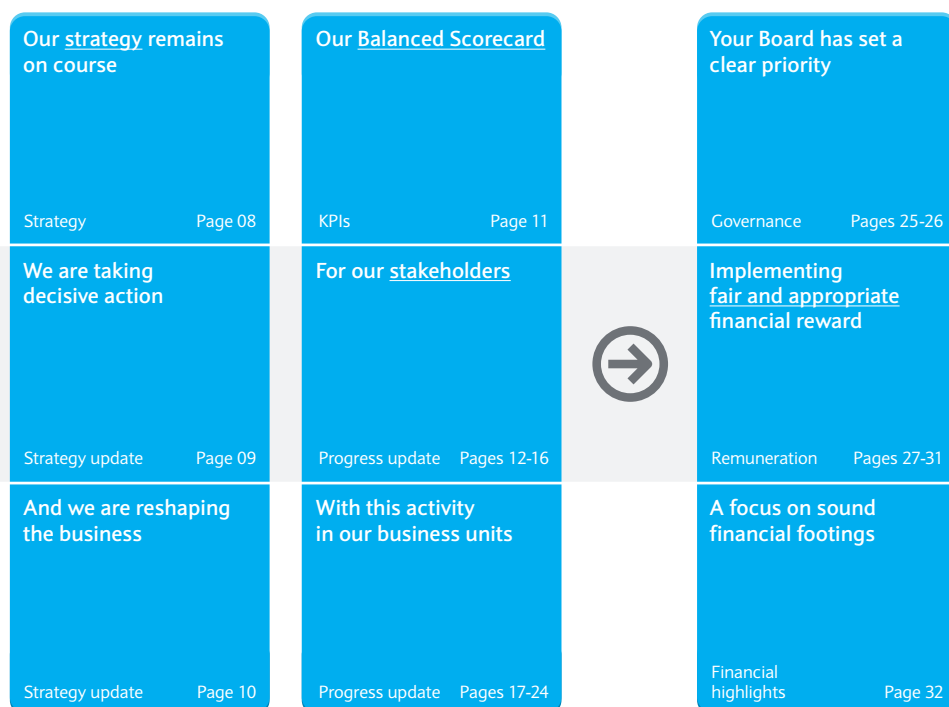 Our strategy remains
on course
Strategy Page 08
We are taking
decisive action
Strategy update Page 09
And we are reshaping
the business
Strategy update Page 10
Our Balanced Scorecard
KPIs Page 11
For our stakeholders
Progress update Pages 12-16
With this activity
in our business units
Progress update Pages 17-24
Your Board has set a
clear priority
Governance Pages 25-26
Implementing
fair and appropriate
financial reward
Remuneration Pages 27-31
A focus on sound
financial footings
Financial
highlights Page 32